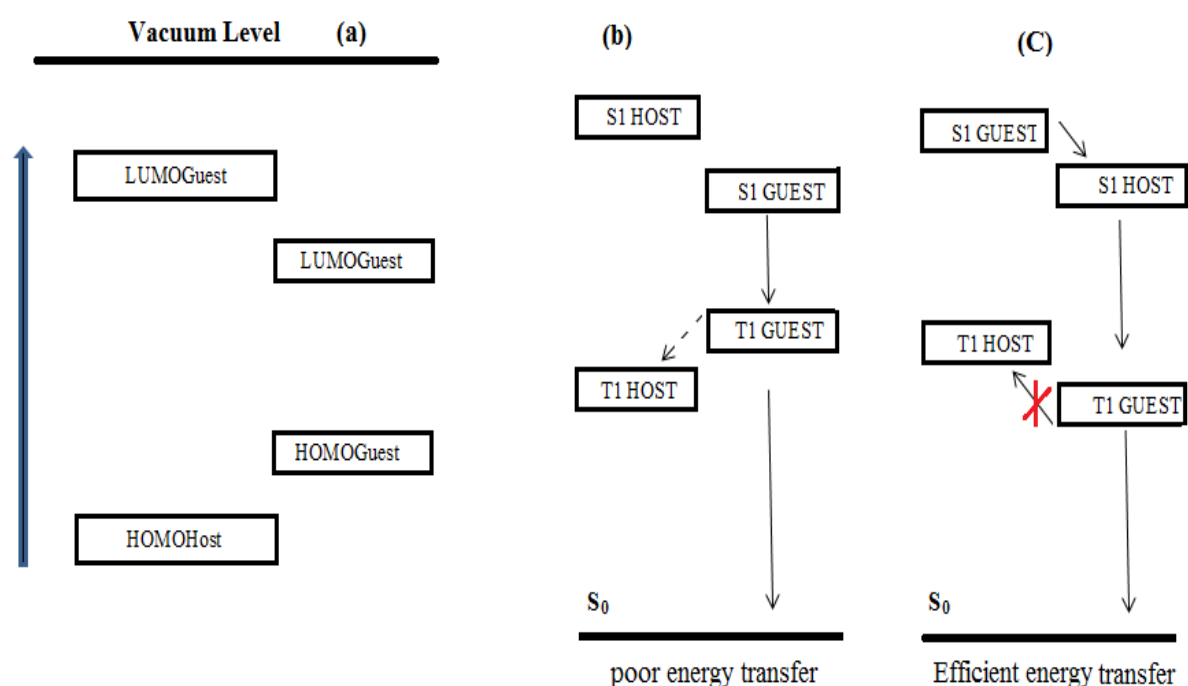 Vacuum Level (a)
LUMOGuest
LUMOGuest
HOMOGuest
HOMOHost
(b)
S1 HOST
S1 GUEST
T1 GUEST
T1 HOST
S₀
poor energy transfer
(C)
S1 GUEST
S1 HOST
T1 HOST
T1 GUEST
S₀
Efficient energy transfer